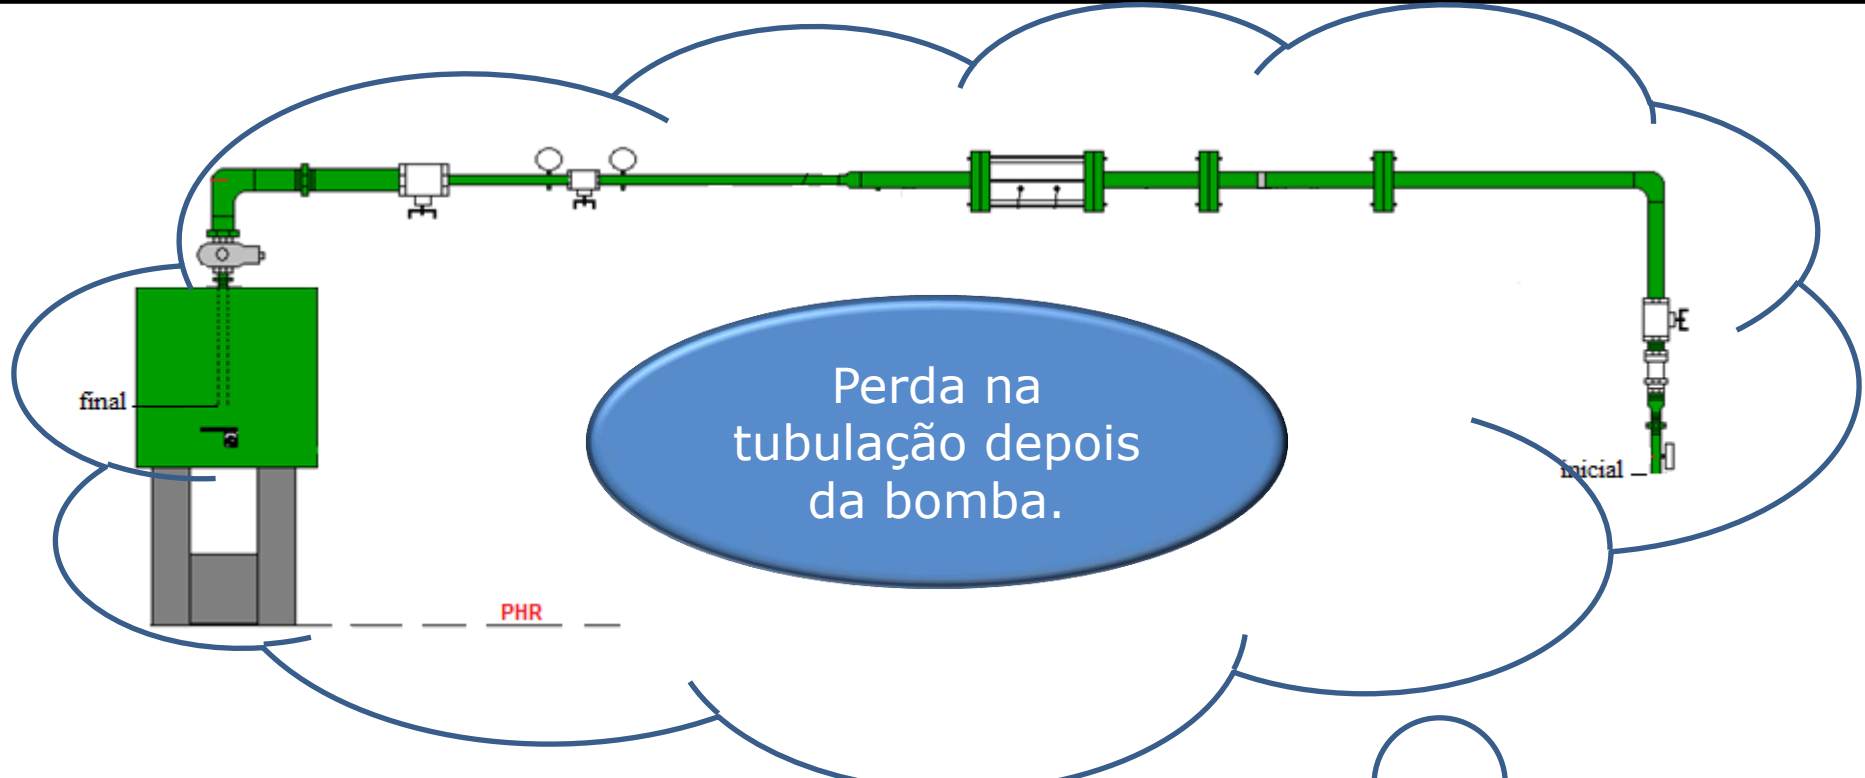 final
inicial
Perda na
tubulação depois
da bomba.
PHR